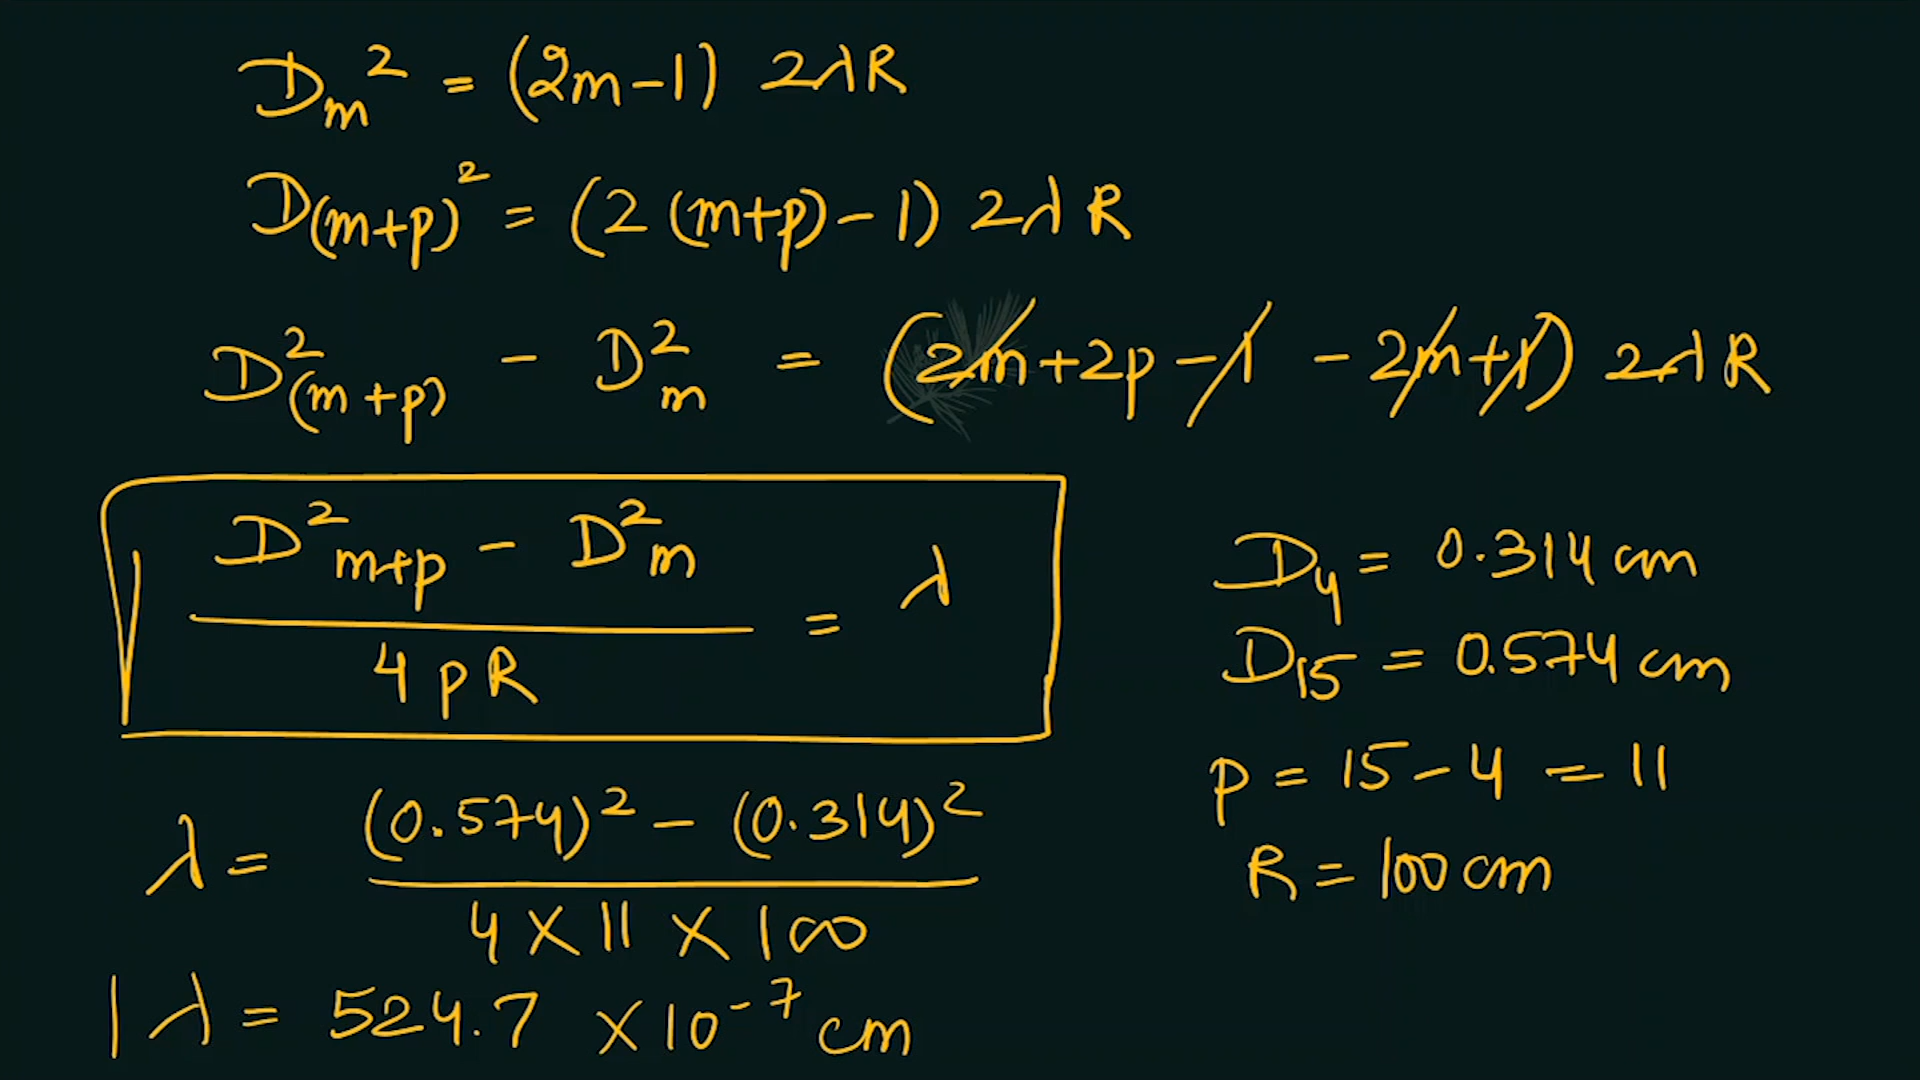 Dₘ² = (2m-1) 2λR
D(m+p)² = (2(m+p)-1) 2λR
D²(m+p) - D²ₘ = (2m+2p-1 - 2m+1) 2λR
D²m+p - D²m / 4pR = λ
D₄ = 0.314 cm
D₁₅ = 0.574 cm
p = 15-4 = 11
R = 100 cm
λ = (0.574)² - (0.314)² / 4 × 11 × 100
λ = 524.7 × 10⁻⁷ cm